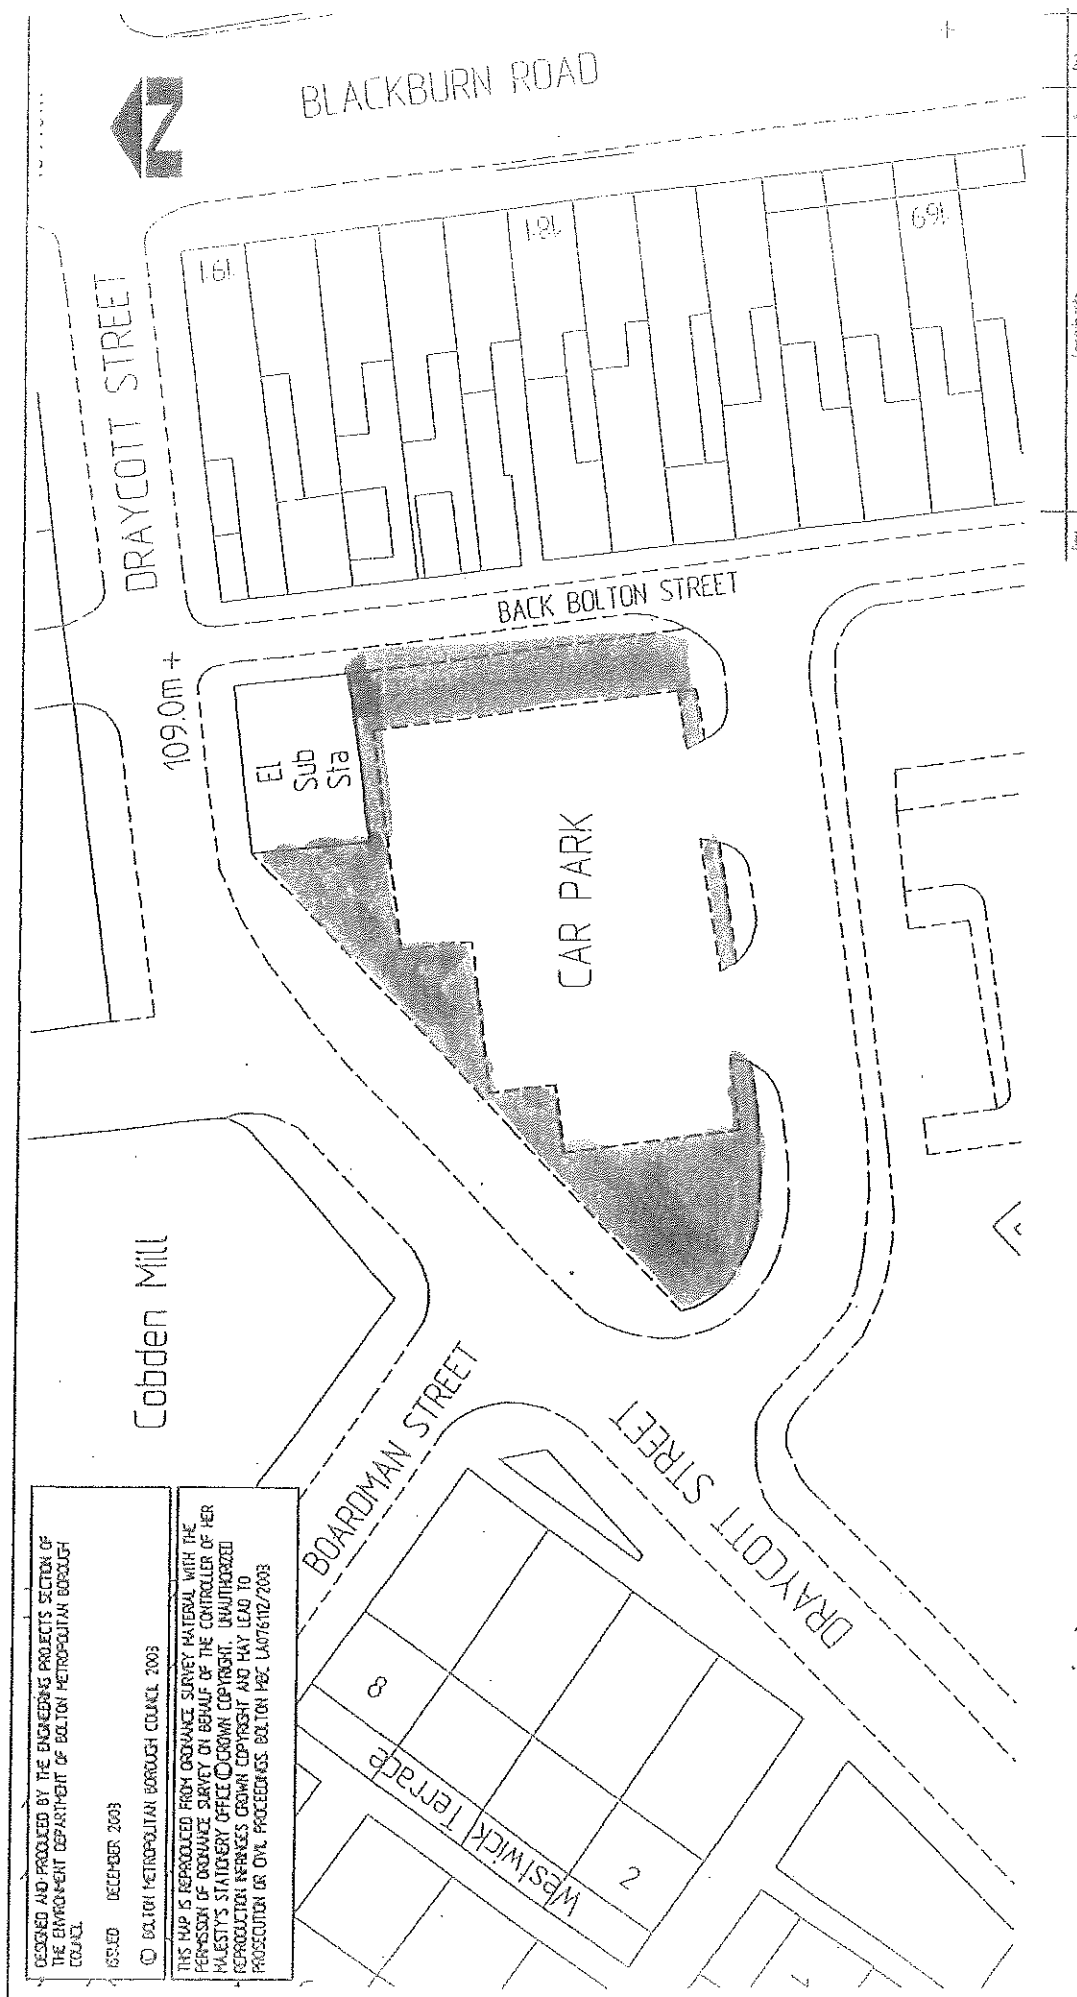 DESIGNED AND PRODUCED BY THE ENGINEERING PROJECTS SECTION OF
THE ENVIRONMENT DEPARTMENT OF BOLTON METROPOLITAN BOROUGH
COUNCIL
ISSUED DECEMBER 2003
© BOLTON METROPOLITAN BOROUGH COUNCIL 2003
THIS MAP IS REPRODUCED FROM ORDNANCE SURVEY MATERIAL WITH THE
PERMISSION OF ORDNANCE SURVEY ON BEHALF OF THE CONTROLLER OF HER
MAJESTY'S STATIONERY OFFICE © CROWN COPYRIGHT. UNAUTHORIZED
REPRODUCTION INFRINGES CROWN COPYRIGHT AND MAY LEAD TO
PROSECUTION OR CIVIL PROCEEDINGS. BOLTON MBC LA076112/2003
Cobden Mill
109.0m +
DRAYCOTT STREET
N
BLACKBURN ROAD
191
181
169
BACK BOLTON STREET
El
Sub
Sta
CAR PARK
BOARDMAN STREET
DRAYCOTT STREET
Westwick Terrace
8
2